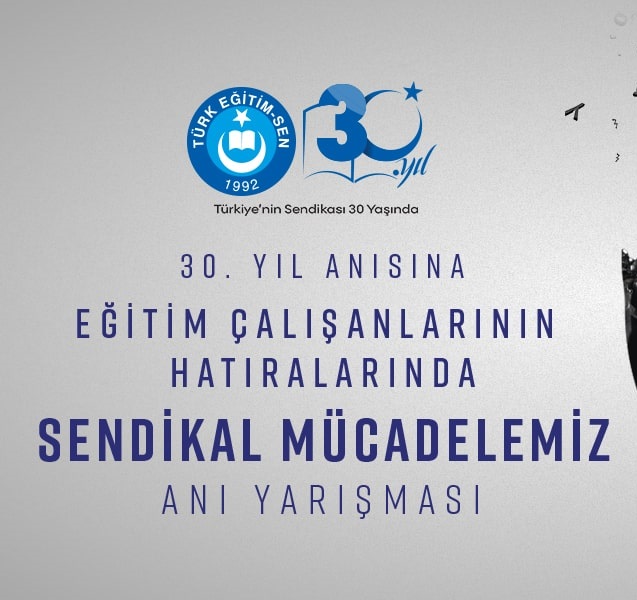 TÜRK EĞİTİM-SEN
1992
30.yıl
Türkiye'nin Sendikası 30 Yaşında
30. YIL ANISINA
EĞİTİM ÇALIŞANLARININ
HATIRALARINDA
SENDİKAL MÜCADELEMİZ
ANI YARIŞMASI